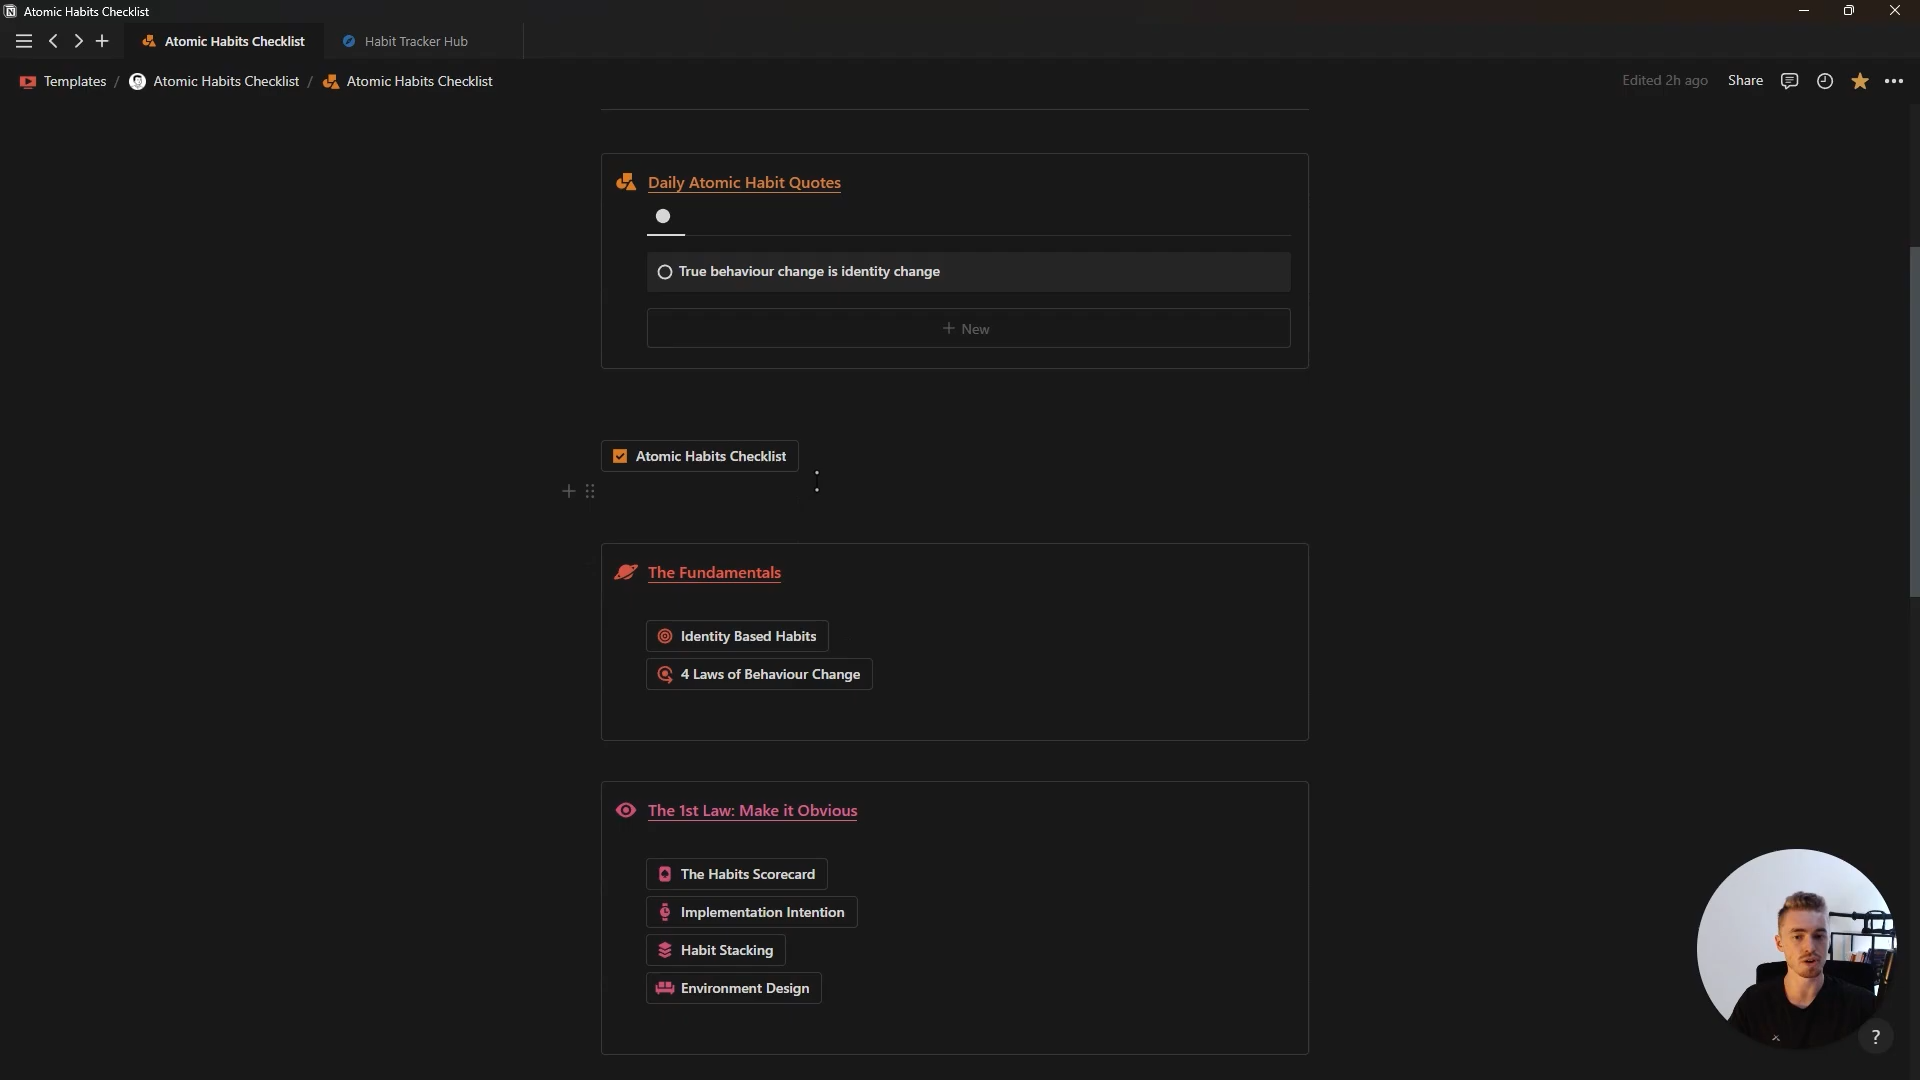 Atomic Habits Checklist
Atomic Habits Checklist
Habit Tracker Hub
Templates / Atomic Habits Checklist / Atomic Habits Checklist
Edited 2h ago
Share
Daily Atomic Habit Quotes
True behaviour change is identity change
+ New
Atomic Habits Checklist
The Fundamentals
Identity Based Habits
4 Laws of Behaviour Change
The 1st Law: Make it Obvious
The Habits Scorecard
Implementation Intention
Habit Stacking
Environment Design
?